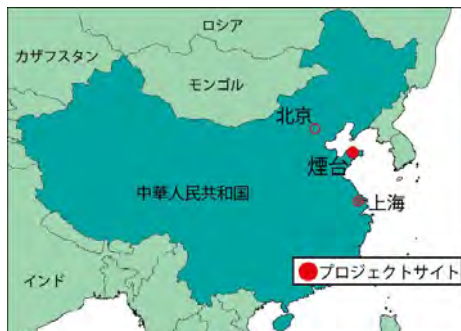 ロシア
カザフスタン
モンゴル
北京
煙台
中華人民共和国
上海
プロジェクトサイト
インド